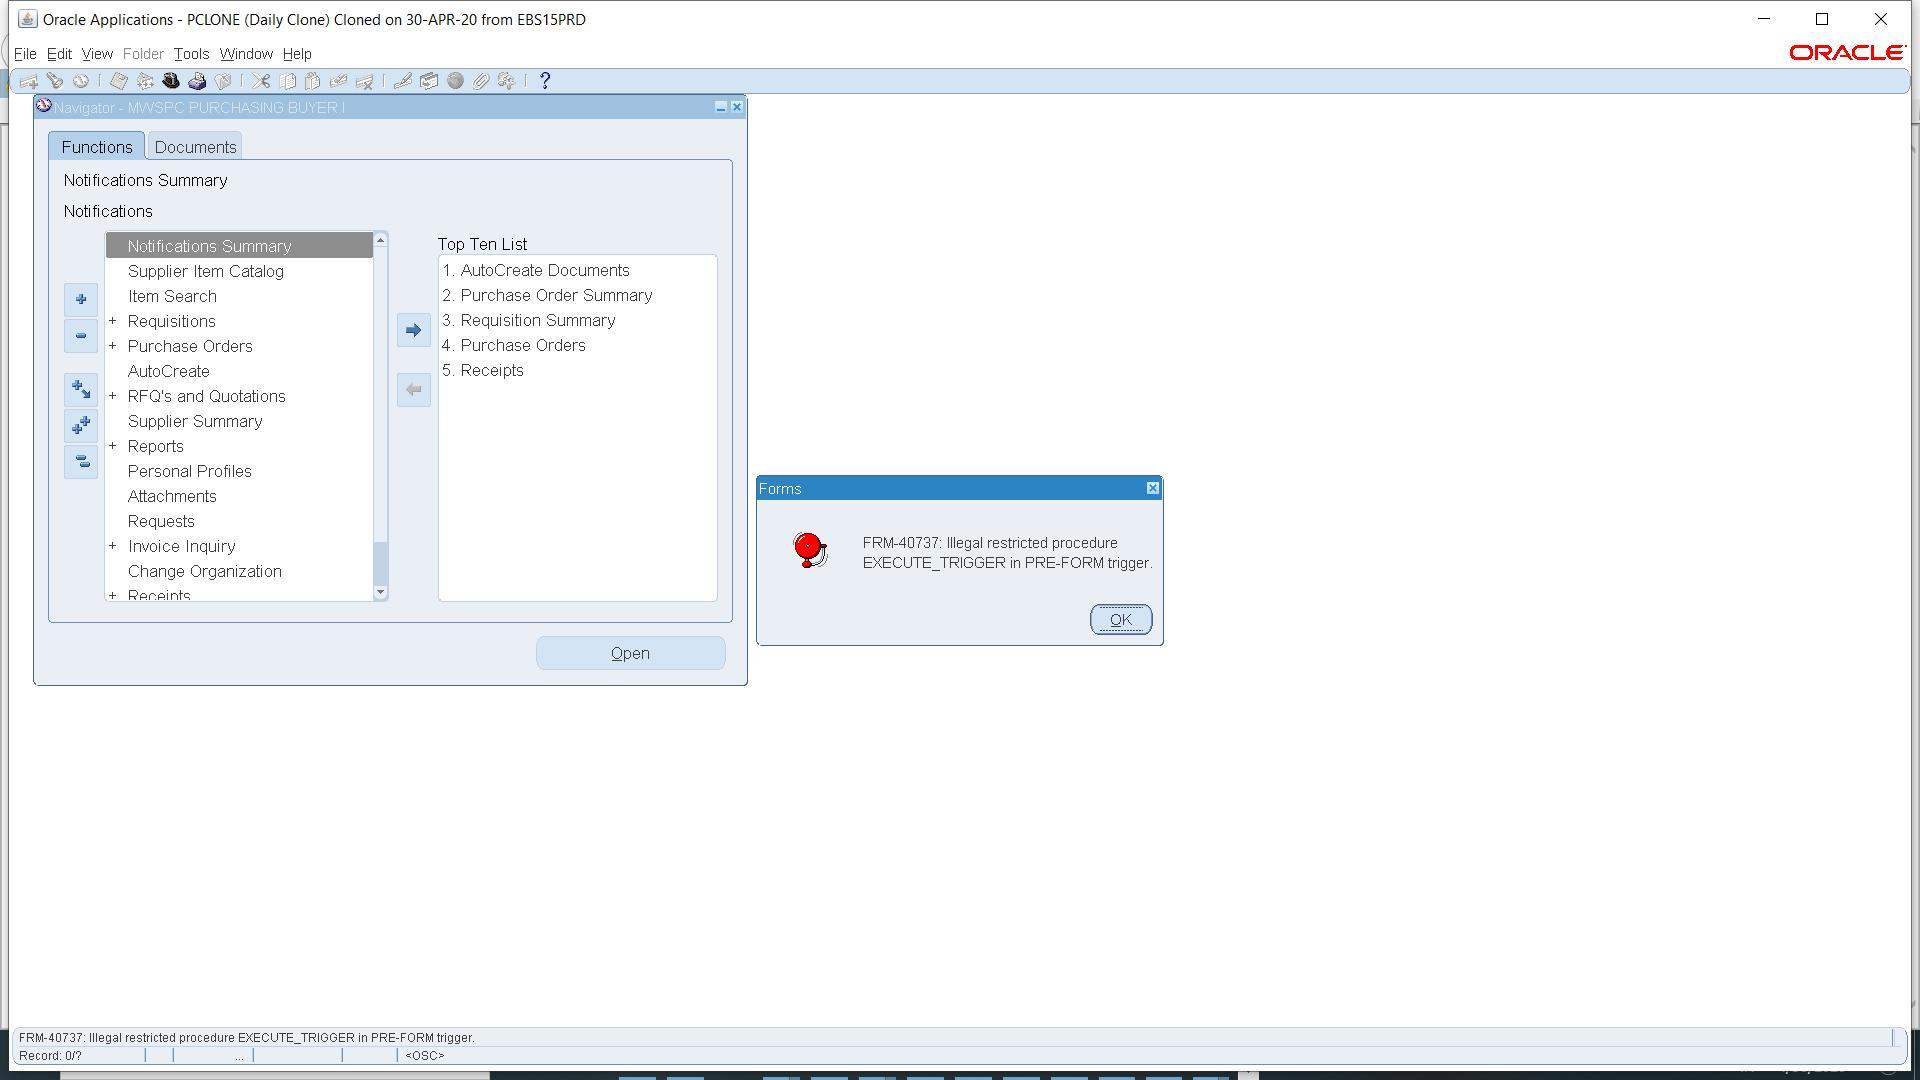 Oracle Applications - PCLONE (Daily Clone) Cloned on 30-APR-20 from EBS15PRD
File Edit View Folder Tools Window Help
ORACLE
Navigator - MWSPC PURCHASING BUYER I
Functions Documents
Notifications Summary
Notifications
Notifications Summary
Supplier Item Catalog
Item Search
+ Requisitions
+ Purchase Orders
AutoCreate
+ RFQ's and Quotations
Supplier Summary
+ Reports
Personal Profiles
Attachments
Requests
+ Invoice Inquiry
Change Organization
+ Receipts
Top Ten List
1. AutoCreate Documents
2. Purchase Order Summary
3. Requisition Summary
4. Purchase Orders
5. Receipts
Open
Forms
FRM-40737: Illegal restricted procedure
EXECUTE_TRIGGER in PRE-FORM trigger.
OK
FRM-40737: Illegal restricted procedure EXECUTE_TRIGGER in PRE-FORM trigger.
Record: 0/? ... <OSC>